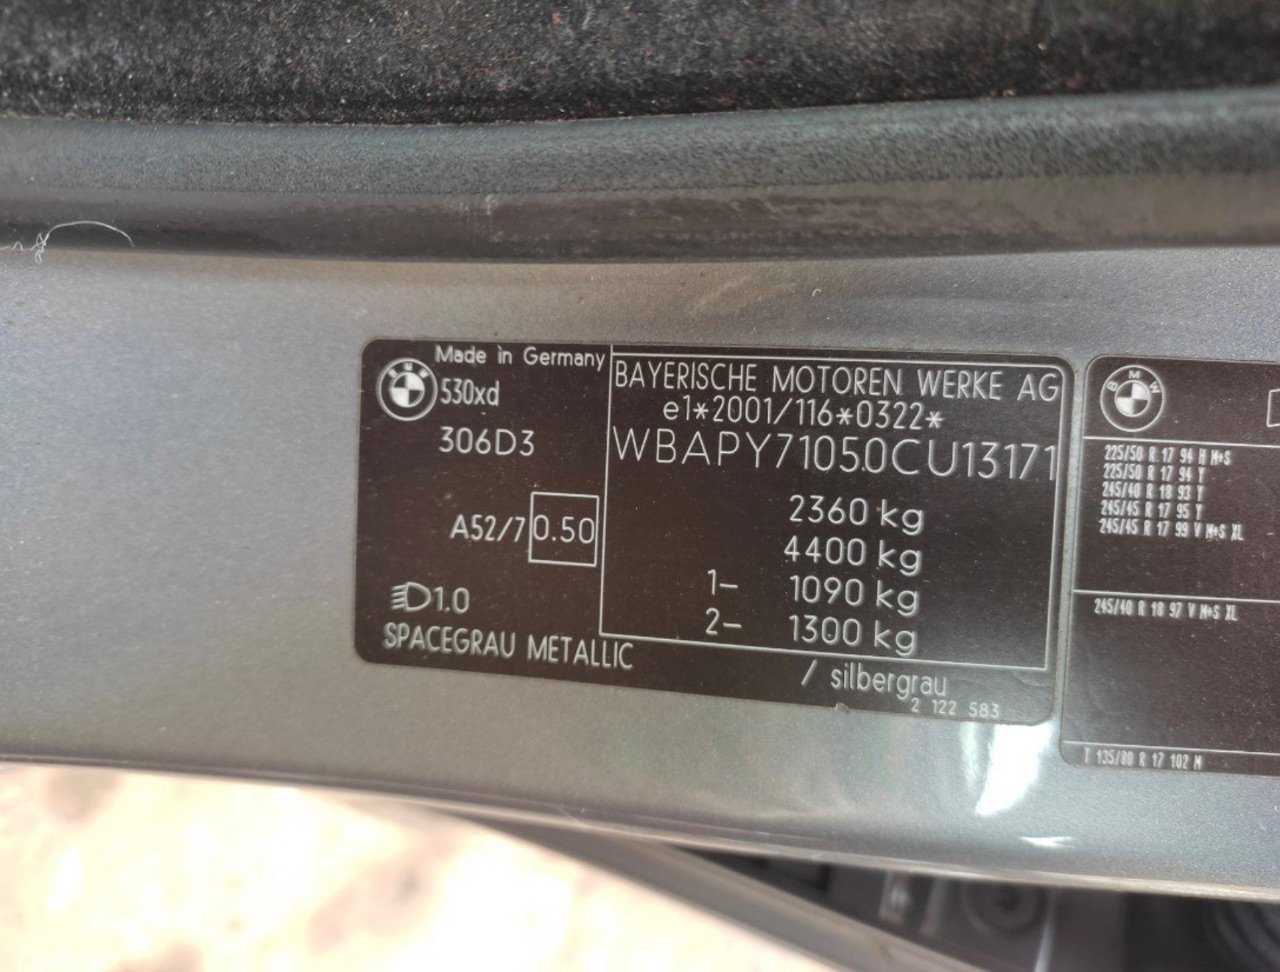 Made in Germany
BMW
530xd
306D3
A52/7 0.50
1.0
SPACEGRAU METALLIC
BAYERISCHE MOTOREN WERKE AG
e1*2001/116*0322*
WBAPY71050CU13171
2360 kg
4400 kg
1- 1090 kg
2- 1300 kg
/ silbergrau
2 122 583
BMW
225/50 R 17 94 H M+S
225/50 R 17 94 Y
245/40 R 18 93 Y
245/45 R 17 95 Y
245/45 R 17 99 V M+S XL
245/40 R 18 97 V M+S XL
T 135/80 R 17 102 M